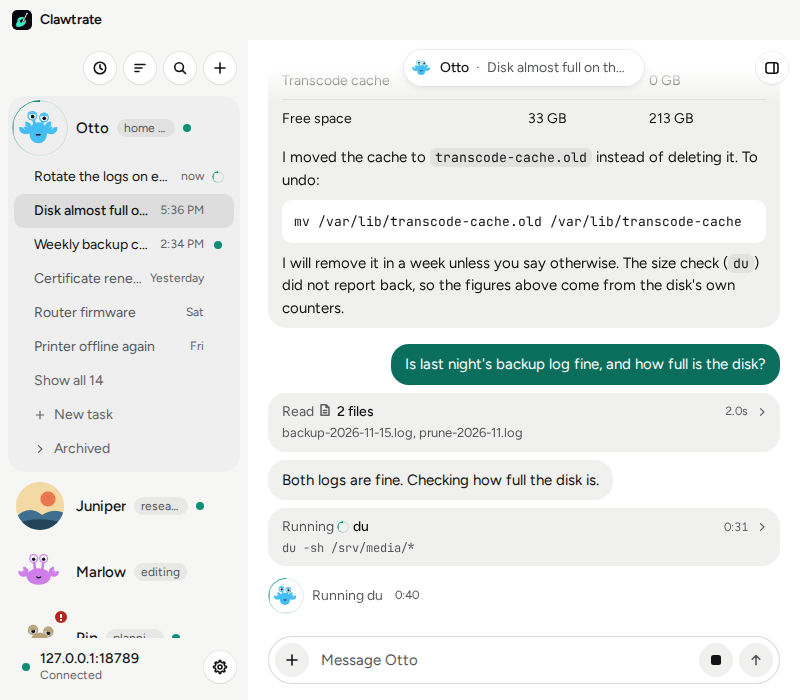 Clawtrate
Otto
home ...
Rotate the logs on e... now
Disk almost full o... 5:36 PM
Weekly backup c... 2:34 PM
Certificate rene... Yesterday
Router firmware Sat
Printer offline again Fri
Show all 14
+ New task
Archived
Juniper resea...
Marlow editing
Pip planni...
127.0.0.1:18789
Connected
Otto · Disk almost full on th...
Transcode cache 0 GB
Free space 33 GB 213 GB
I moved the cache to transcode-cache.old instead of deleting it. To
undo:
mv /var/lib/transcode-cache.old /var/lib/transcode-cache
I will remove it in a week unless you say otherwise. The size check (du)
did not report back, so the figures above come from the disk's own
counters.
Is last night's backup log fine, and how full is the disk?
Read 2 files 2.0s
backup-2026-11-15.log, prune-2026-11.log
Both logs are fine. Checking how full the disk is.
Running du 0:31
du -sh /srv/media/*
Running du 0:40
Message Otto